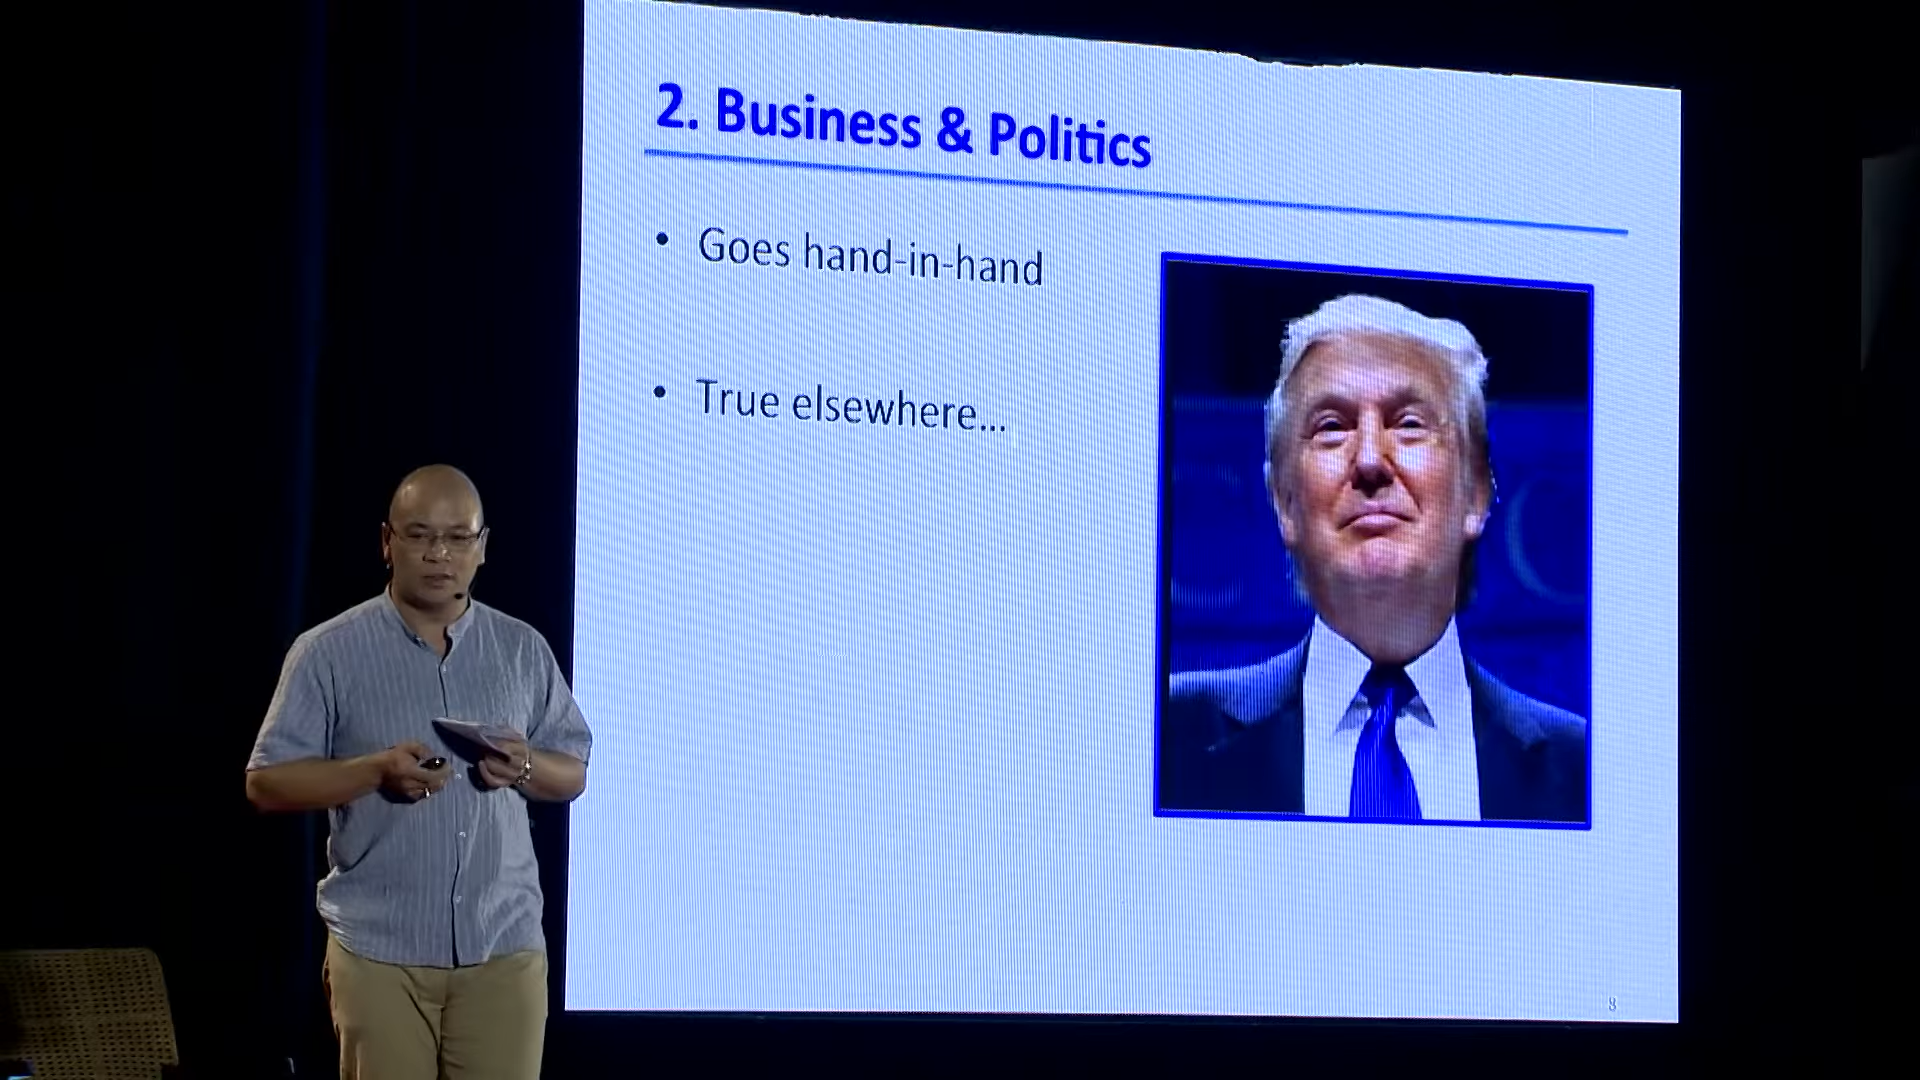 2. Business & Politics
• Goes hand-in-hand
• True elsewhere...
8